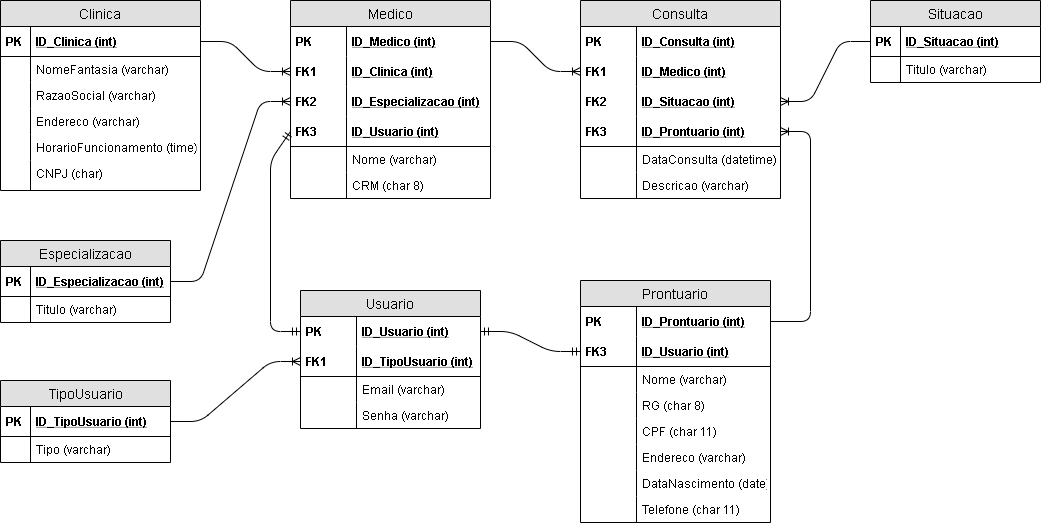 Clinica
PK ID_Clinica (int)
NomeFantasia (varchar)
RazaoSocial (varchar)
Endereco (varchar)
HorarioFuncionamento (time)
CNPJ (char)
Medico
PK ID_Medico (int)
FK1 ID_Clinica (int)
FK2 ID_Especializacao (int)
FK3 ID_Usuario (int)
Nome (varchar)
CRM (char 8)
Consulta
PK ID_Consulta (int)
FK1 ID_Medico (int)
FK2 ID_Situacao (int)
FK3 ID_Prontuario (int)
DataConsulta (datetime)
Descricao (varchar)
Situacao
PK ID_Situacao (int)
Titulo (varchar)
Especializacao
PK ID_Especializacao (int)
Titulo (varchar)
Usuario
PK ID_Usuario (int)
FK1 ID_TipoUsuario (int)
Email (varchar)
Senha (varchar)
Prontuario
PK ID_Prontuario (int)
FK3 ID_Usuario (int)
Nome (varchar)
RG (char 8)
CPF (char 11)
Endereco (varchar)
DataNascimento (date)
Telefone (char 11)
TipoUsuario
PK ID_TipoUsuario (int)
Tipo (varchar)